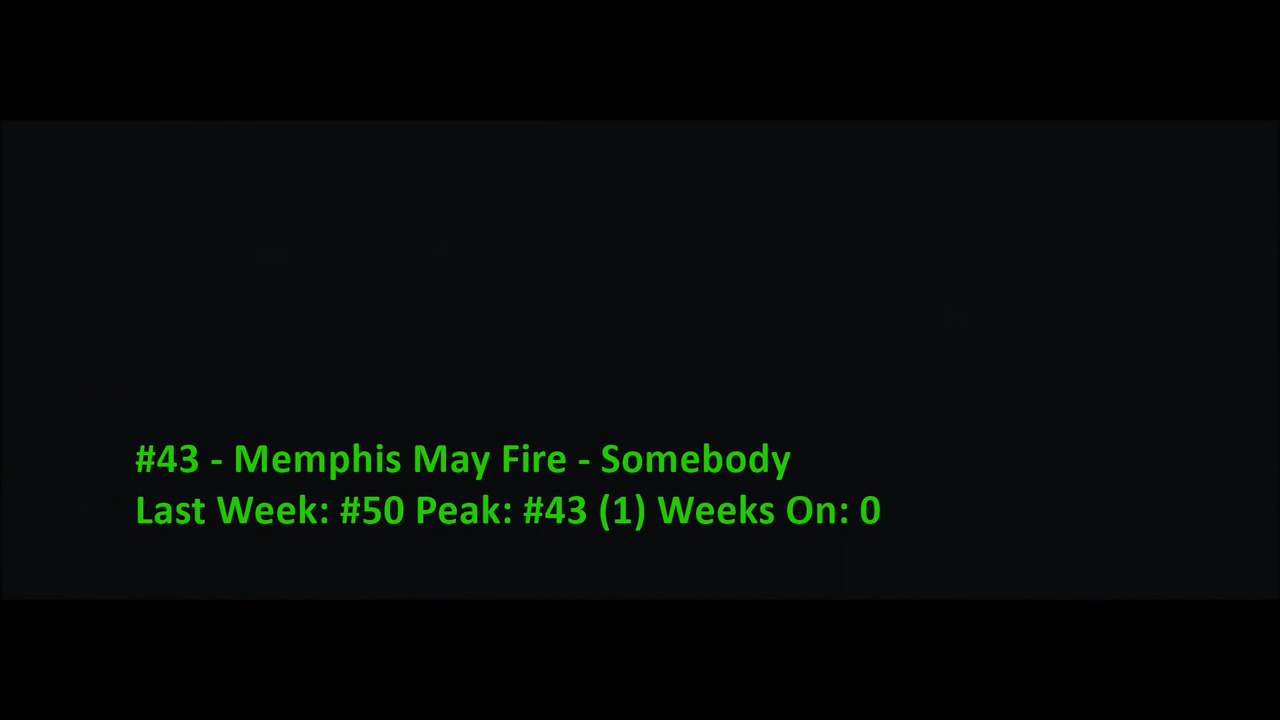 #43 - Memphis May Fire - Somebody
Last Week: #50 Peak: #43 (1) Weeks On: 0